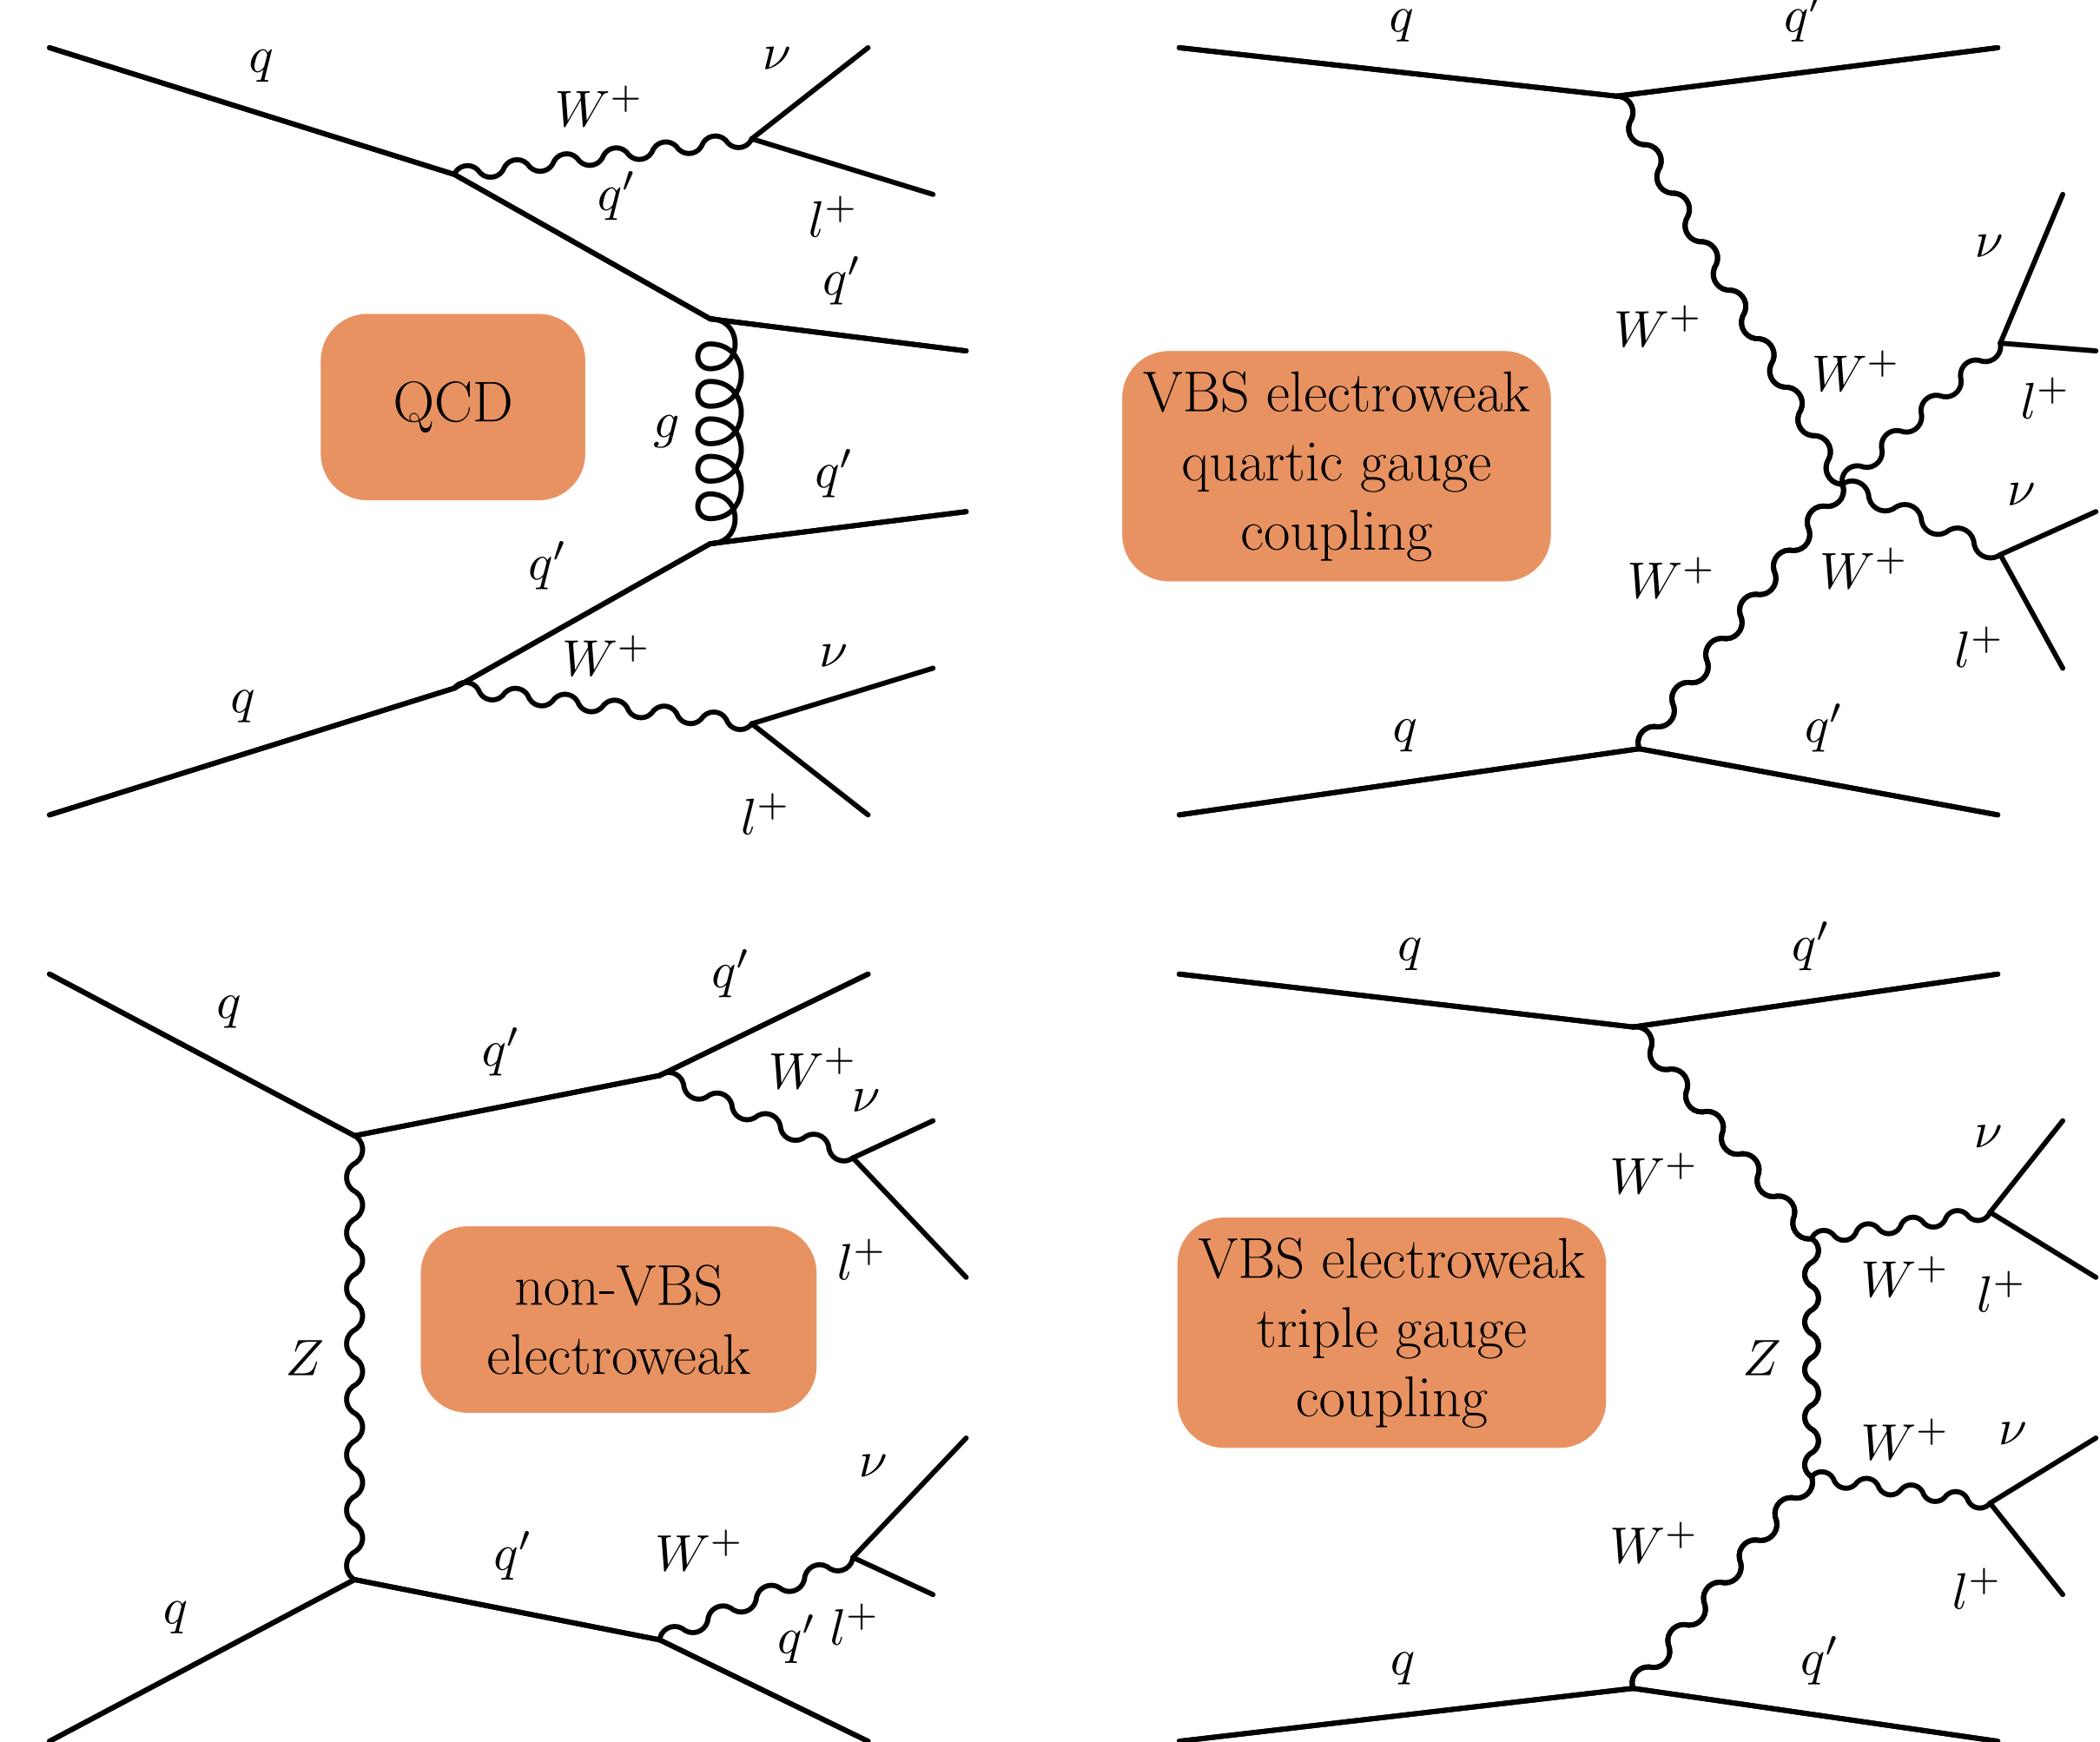 q
W⁺
ν
q′
l⁺
q′
QCD
g
q′
q′
W⁺
ν
q
l⁺
q
q′
ν
W⁺
W⁺
l⁺
VBS electroweak
quartic gauge
coupling
ν
W⁺
W⁺
l⁺
q
q′
q
q′
q′
W⁺
ν
l⁺
non-VBS
electroweak
Z
ν
q′
W⁺
q
q′
l⁺
q
q′
ν
W⁺
W⁺
l⁺
VBS electroweak
triple gauge
coupling
Z
W⁺
ν
W⁺
l⁺
q
q′